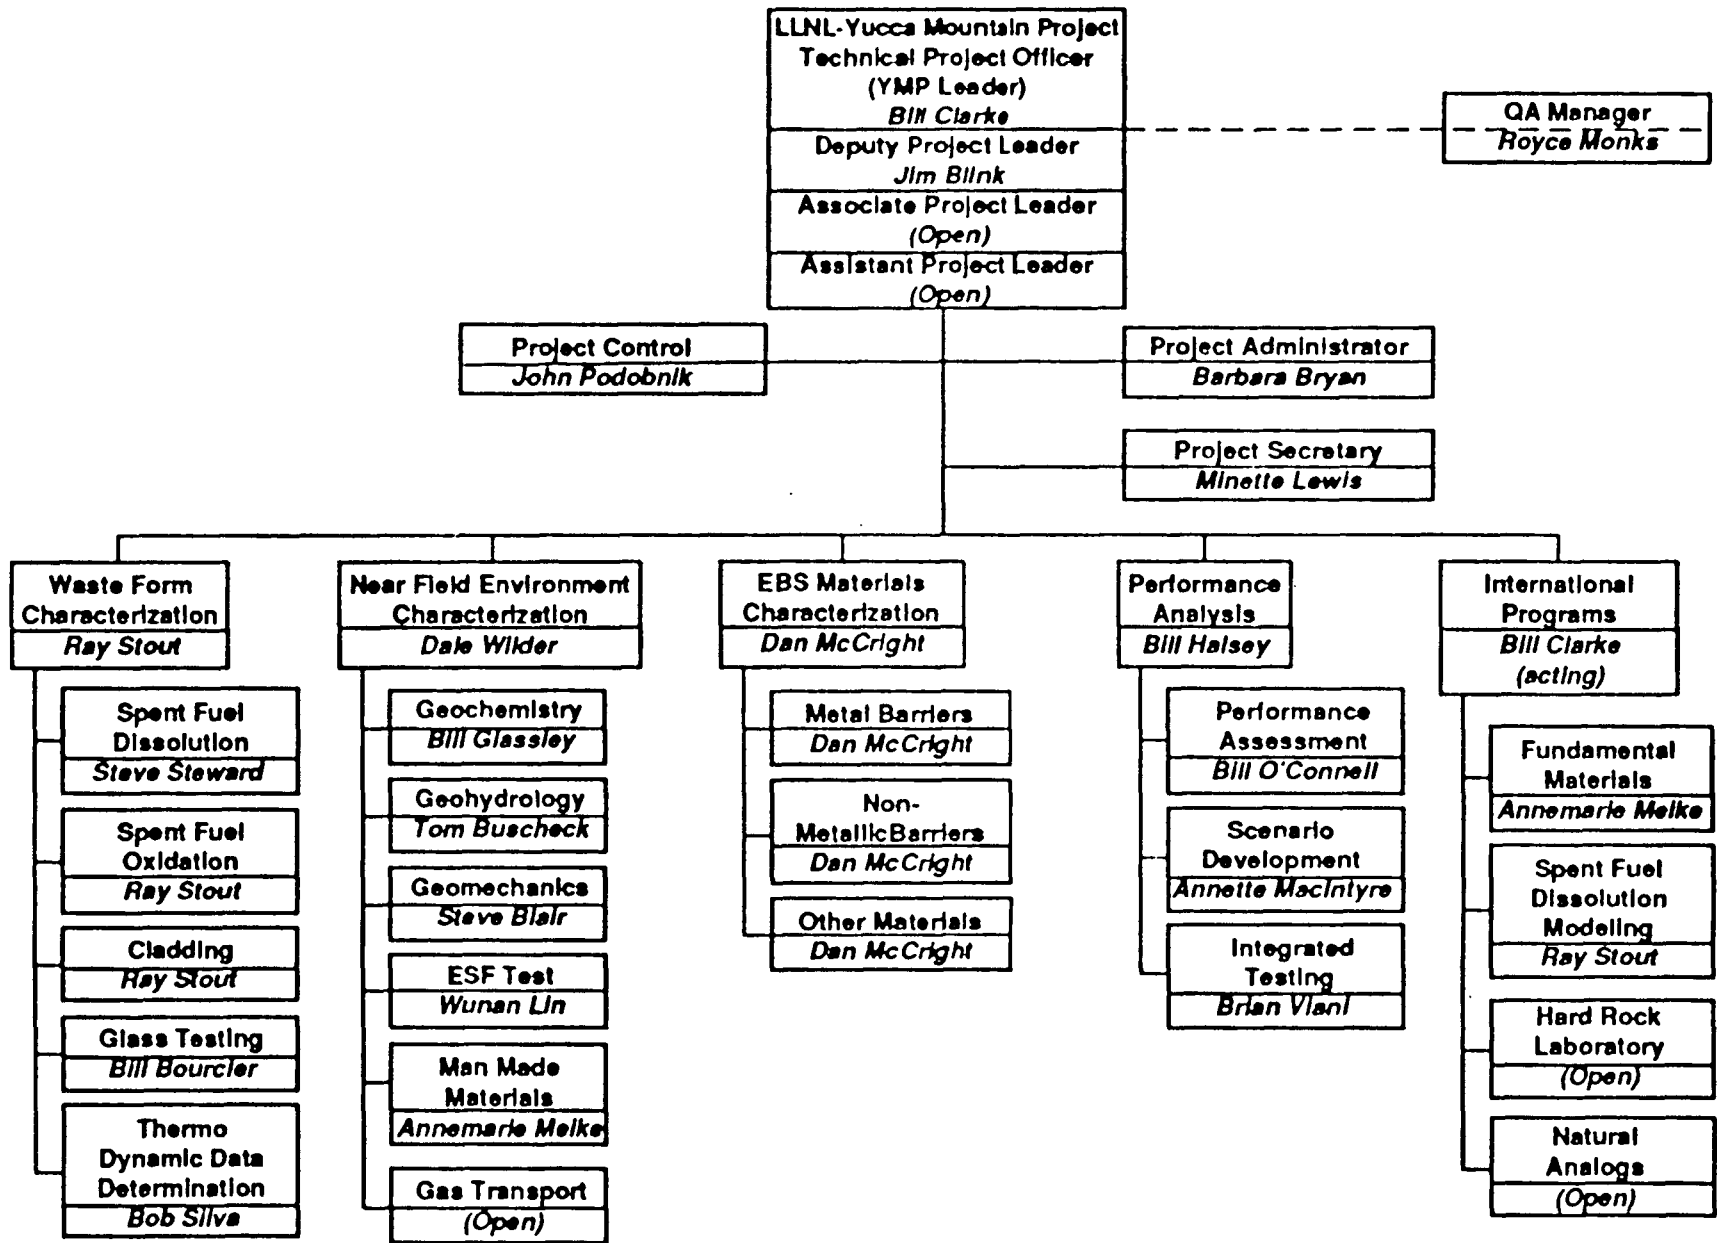 LLNL-Yucca Mountain Project
Technical Project Officer
(YMP Leader)
Bill Clarke
Deputy Project Leader
Jim Blink
Associate Project Leader
(Open)
Assistant Project Leader
(Open)
QA Manager
Royce Monks
Project Control
John Podobnik
Project Administrator
Barbara Bryan
Project Secretary
Minette Lewis
Waste Form
Characterization
Ray Stout
Spent Fuel
Dissolution
Steve Steward
Spent Fuel
Oxidation
Ray Stout
Cladding
Ray Stout
Glass Testing
Bill Bourcier
Thermo
Dynamic Data
Determination
Bob Silva
Near Field Environment
Characterization
Dale Wilder
Geochemistry
Bill Glassley
Geohydrology
Tom Buscheck
Geomechanics
Steve Blair
ESF Test
Wunan Lin
Man Made
Materials
Annemarie Meike
Gas Transport
(Open)
EBS Materials
Characterization
Dan McCright
Metal Barriers
Dan McCright
Non-
Metallic Barriers
Dan McCright
Other Materials
Dan McCright
Performance
Analysis
Bill Halsey
Performance
Assessment
Bill O'Connell
Scenario
Development
Annette MacIntyre
Integrated
Testing
Brian Viani
International
Programs
Bill Clarke
(acting)
Fundamental
Materials
Annemarie Meike
Spent Fuel
Dissolution
Modeling
Ray Stout
Hard Rock
Laboratory
(Open)
Natural
Analogs
(Open)